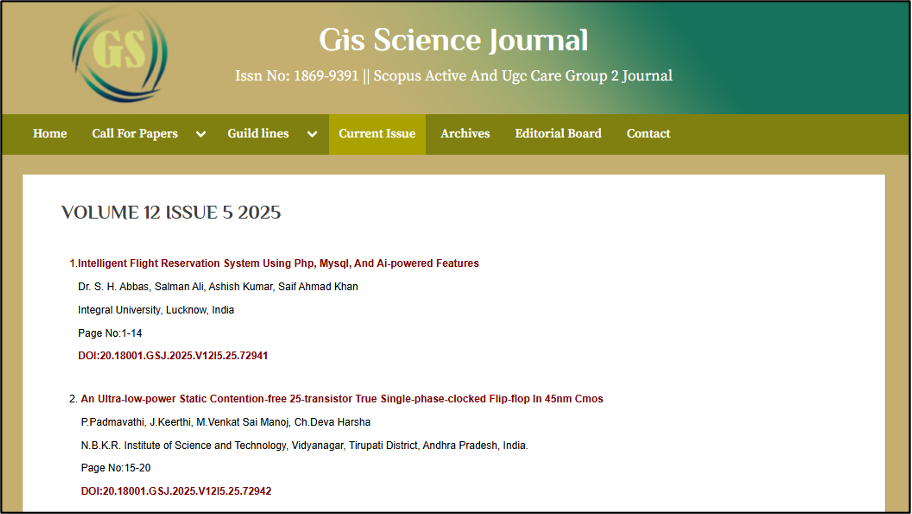 GS
Gis Science Journal
Issn No: 1869-9391 || Scopus Active And Ugc Care Group 2 Journal
Home Call For Papers Guild lines Current Issue Archives Editorial Board Contact
VOLUME 12 ISSUE 5 2025
1.Intelligent Flight Reservation System Using Php, Mysql, And Ai-powered Features
Dr. S. H. Abbas, Salman Ali, Ashish Kumar, Saif Ahmad Khan
Integral University, Lucknow, India
Page No:1-14
DOI:20.18001.GSJ.2025.V12I5.25.72941
2. An Ultra-low-power Static Contention-free 25-transistor True Single-phase-clocked Flip-flop In 45nm Cmos
P.Padmavathi, J.Keerthi, M.Venkat Sai Manoj, Ch.Deva Harsha
N.B.K.R. Institute of Science and Technology, Vidyanagar, Tirupati District, Andhra Pradesh, India.
Page No:15-20
DOI:20.18001.GSJ.2025.V12I5.25.72942